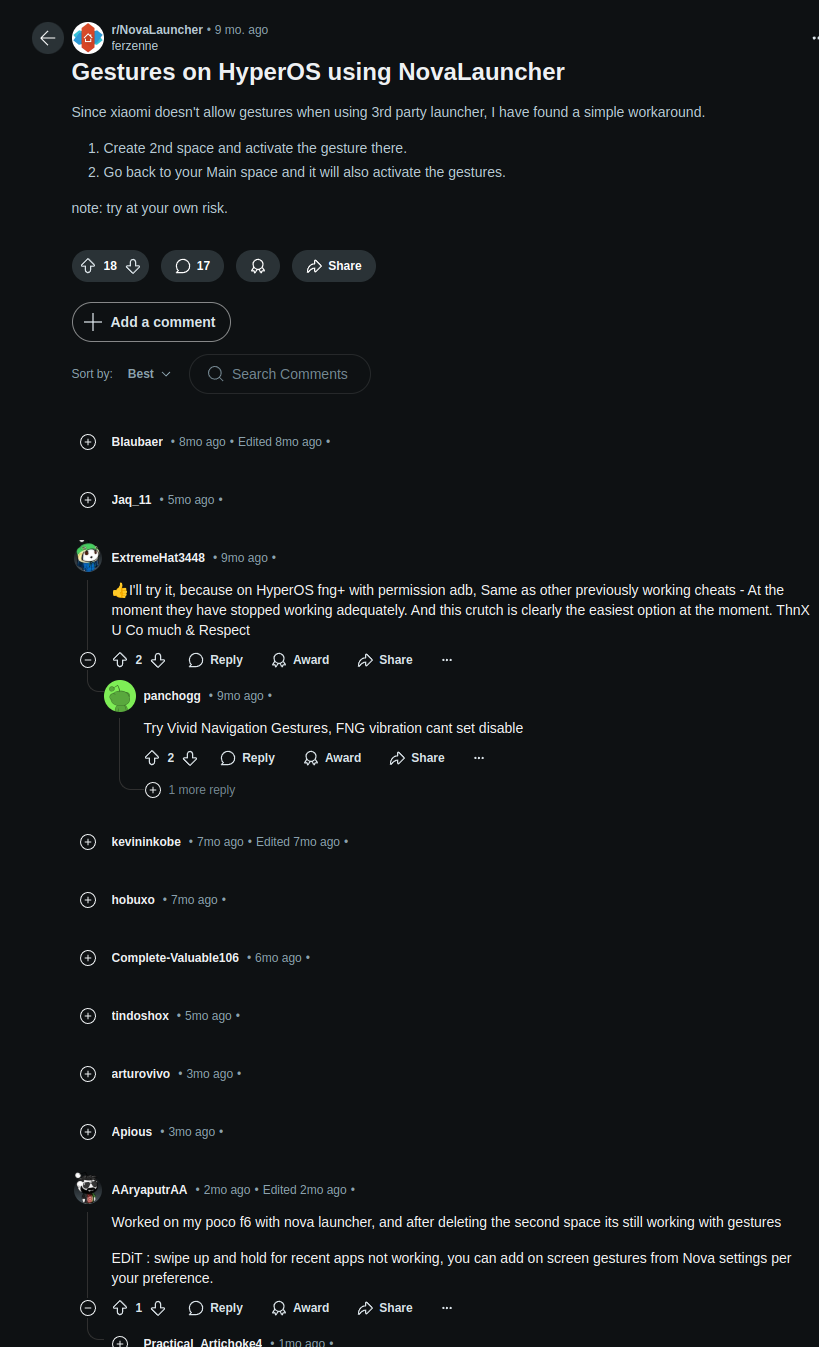 r/NovaLauncher • 9 mo. ago
ferzenne
Gestures on HyperOS using NovaLauncher
Since xiaomi doesn't allow gestures when using 3rd party launcher, I have found a simple workaround.
1. Create 2nd space and activate the gesture there.
2. Go back to your Main space and it will also activate the gestures.
note: try at your own risk.
18
17
Share
Add a comment
Sort by: Best
Search Comments
Blaubaer • 8mo ago • Edited 8mo ago •
Jaq_11 • 5mo ago •
ExtremeHat3448 • 9mo ago •
👍I'll try it, because on HyperOS fng+ with permission adb, Same as other previously working cheats - At the
moment they have stopped working adequately. And this crutch is clearly the easiest option at the moment. ThnX
U Co much & Respect
2 Reply Award Share ···
panchogg • 9mo ago •
Try Vivid Navigation Gestures, FNG vibration cant set disable
2 Reply Award Share ···
1 more reply
kevininkobe • 7mo ago • Edited 7mo ago •
hobuxo • 7mo ago •
Complete-Valuable106 • 6mo ago •
tindoshox • 5mo ago •
arturovivo • 3mo ago •
Apious • 3mo ago •
AAryaputrAA • 2mo ago • Edited 2mo ago •
Worked on my poco f6 with nova launcher, and after deleting the second space its still working with gestures
EDiT : swipe up and hold for recent apps not working, you can add on screen gestures from Nova settings per
your preference.
1 Reply Award Share ···
Practical_Artichoke4 • 1mo ago •